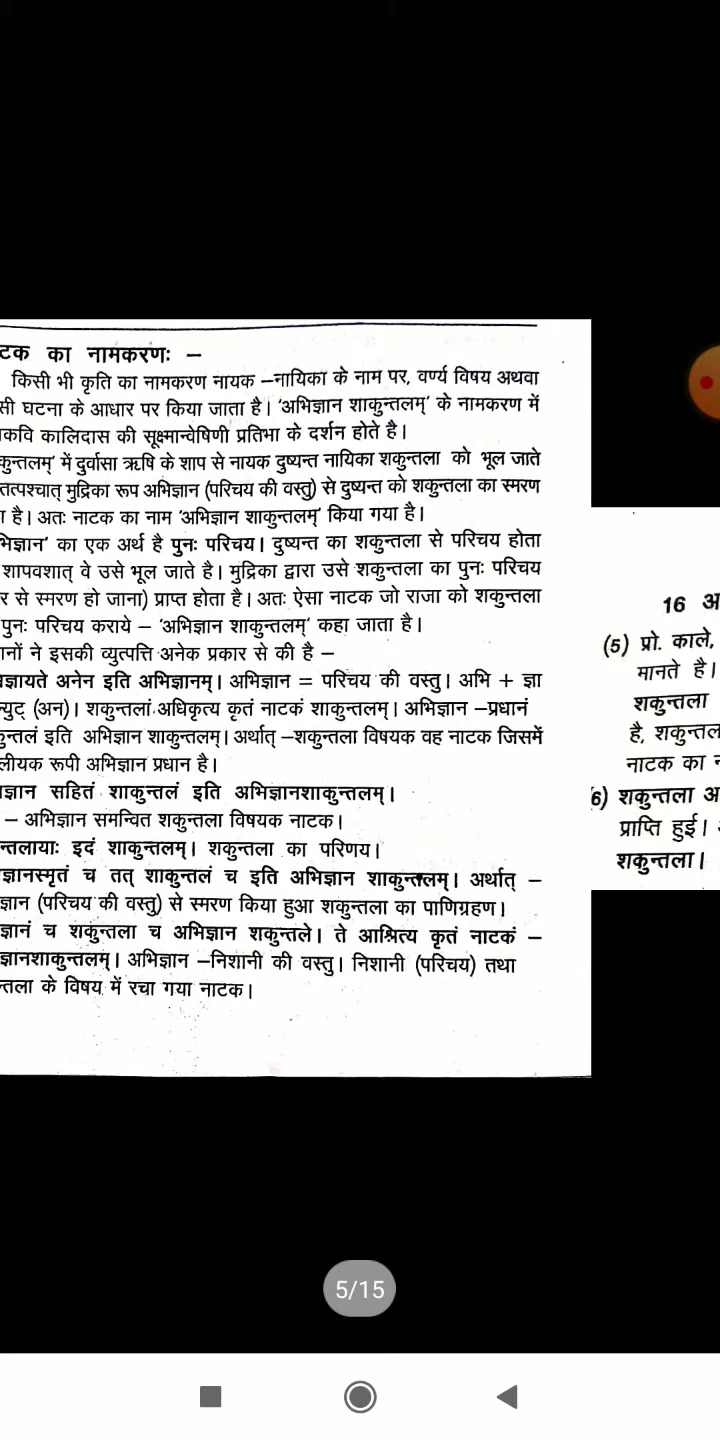 टक का नामकरणः –
किसी भी कृति का नामकरण नायक –नायिका के नाम पर, वर्ण्य विषय अथवा
सी घटना के आधार पर किया जाता है। 'अभिज्ञान शाकुन्तलम्' के नामकरण में
कवि कालिदास की सूक्ष्मान्वेषिणी प्रतिभा के दर्शन होते है।
कुन्तलम्' में दुर्वासा ऋषि के शाप से नायक दुष्यन्त नायिका शकुन्तला को भूल जाते
तत्पश्चात् मुद्रिका रूप अभिज्ञान (परिचय की वस्तु) से दुष्यन्त को शकुन्तला का स्मरण
ा है। अतः नाटक का नाम 'अभिज्ञान शाकुन्तलम्' किया गया है।
भिज्ञान' का एक अर्थ है पुनः परिचय। दुष्यन्त का शकुन्तला से परिचय होता
शापवशात् वे उसे भूल जाते है। मुद्रिका द्वारा उसे शकुन्तला का पुनः परिचय
र से स्मरण हो जाना) प्राप्त होता है। अतः ऐसा नाटक जो राजा को शकुन्तला
पुनः परिचय कराये – 'अभिज्ञान शाकुन्तलम्' कहा जाता है।
ानों ने इसकी व्युत्पत्ति अनेक प्रकार से की है –
ज्ञायते अनेन इति अभिज्ञानम्। अभिज्ञान = परिचय की वस्तु। अभि + ज्ञा
ल्युट् (अन)। शकुन्तलां अधिकृत्य कृतं नाटकं शाकुन्तलम्। अभिज्ञान –प्रधानं
कुन्तलं इति अभिज्ञान शाकुन्तलम्। अर्थात् –शकुन्तला विषयक वह नाटक जिसमें
लीयक रूपी अभिज्ञान प्रधान है।
ज्ञान सहितं शाकुन्तलं इति अभिज्ञानशाकुन्तलम्।
– अभिज्ञान समन्वित शकुन्तला विषयक नाटक।
न्तलायाः इदं शाकुन्तलम्। शकुन्तला का परिणय।
ज्ञानस्मृतं च तत् शाकुन्तलं च इति अभिज्ञान शाकुन्तलम्। अर्थात् –
ज्ञान (परिचय की वस्तु) से स्मरण किया हुआ शकुन्तला का पाणिग्रहण।
ज्ञानं च शकुन्तला च अभिज्ञान शकुन्तले। ते आश्रित्य कृतं नाटकं –
ज्ञानशाकुन्तलम्। अभिज्ञान –निशानी की वस्तु। निशानी (परिचय) तथा
न्तला के विषय में रचा गया नाटक।
16 अ
(5) प्रो. काले,
मानते है।
शकुन्तला
है, शकुन्तल
नाटक का न
6) शकुन्तला अ
प्राप्ति हुई।
शकुन्तला।
5/15